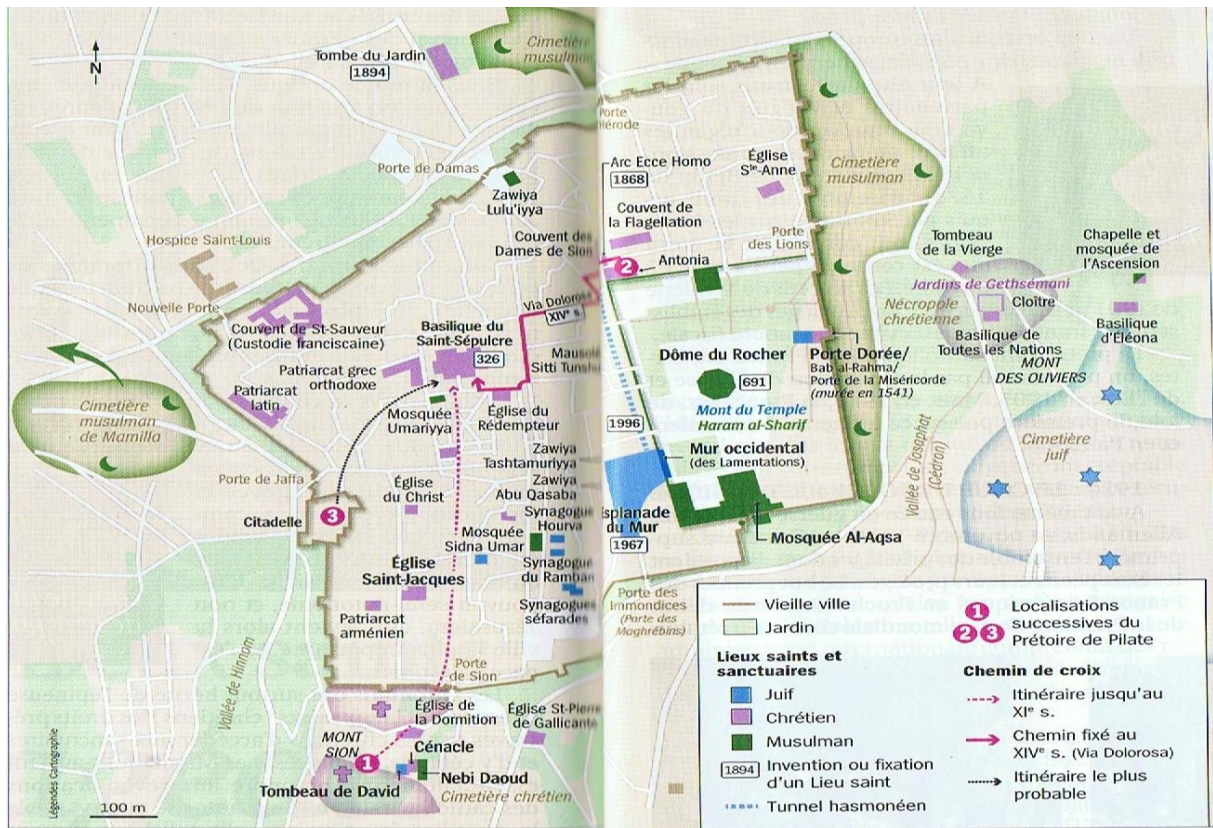 N
Tombe du Jardin
1894
Cimetière
musulman
Porte de Damas
Zawiya
Lulu'iyya
Couvent des
Dames de Sion
Hospice Saint-Louis
Nouvelle Porte
Via Dolorosa
XIVe s.
Couvent de St-Sauveur
(Custodie franciscaine)
Basilique du
Saint-Sépulcre
326
Patriarcat grec
orthodoxe
Sitti Tunshu
Patriarcat
latin
Mosquée
Umariyya
Église du
Rédempteur
Cimetière
musulman
de Mamilla
Zawiya
Tashtamuriyya
Zawiya
Abu Qasaba
Porte de Jaffa
Église
du Christ
Synagogue
Hourva
Citadelle
3
Mosquée
Sidna Umar
Synagogue
du Ramban
Église
Saint-Jacques
Synagogues
séfarades
Patriarcat
arménien
Porte
de Sion
Vallée de Hinnom
Église de
la Dormition
Église St-Pierre
de Gallicante
MONT
SION
1
Cénacle
Nebi Daoud
Tombeau de David
Cimetière chrétien
Légendes Cartographie
100 m
Porte
Hérode
Arc Ecce Homo
1868
Église
Ste-Anne
Cimetière
musulman
Couvent de
la Flagellation
Porte
des Lions
2
Antonia
Tombeau
de la Vierge
Chapelle et
mosquée de
l'Ascension
Jardins de Gethsémani
Nécropole
chrétienne
Cloître
Basilique de
Toutes les Nations
Basilique
d'Éleona
MONT
DES OLIVIERS
Dôme du Rocher
691
Porte Dorée/
Bab al-Rahma/
Porte de la Miséricorde
(murée en 1541)
Mont du Temple
Haram al-Sharif
1996
Mur occidental
(des Lamentations)
Vallée de Josaphat
(Cédron)
Cimetière
juif
Esplanade
du Mur
1967
Mosquée Al-Aqsa
Porte des
Immondices
(Porte des
Maghrébins)
Vieille ville
Jardin
Lieux saints et
sanctuaires
Juif
Chrétien
Musulman
1894
Invention ou fixation
d'un Lieu saint
Tunnel hasmonéen
1
2 3
Localisations
successives du
Prétoire de Pilate
Chemin de croix
Itinéraire jusqu'au
XIe s.
Chemin fixé au
XIVe s. (Via Dolorosa)
Itinéraire le plus
probable